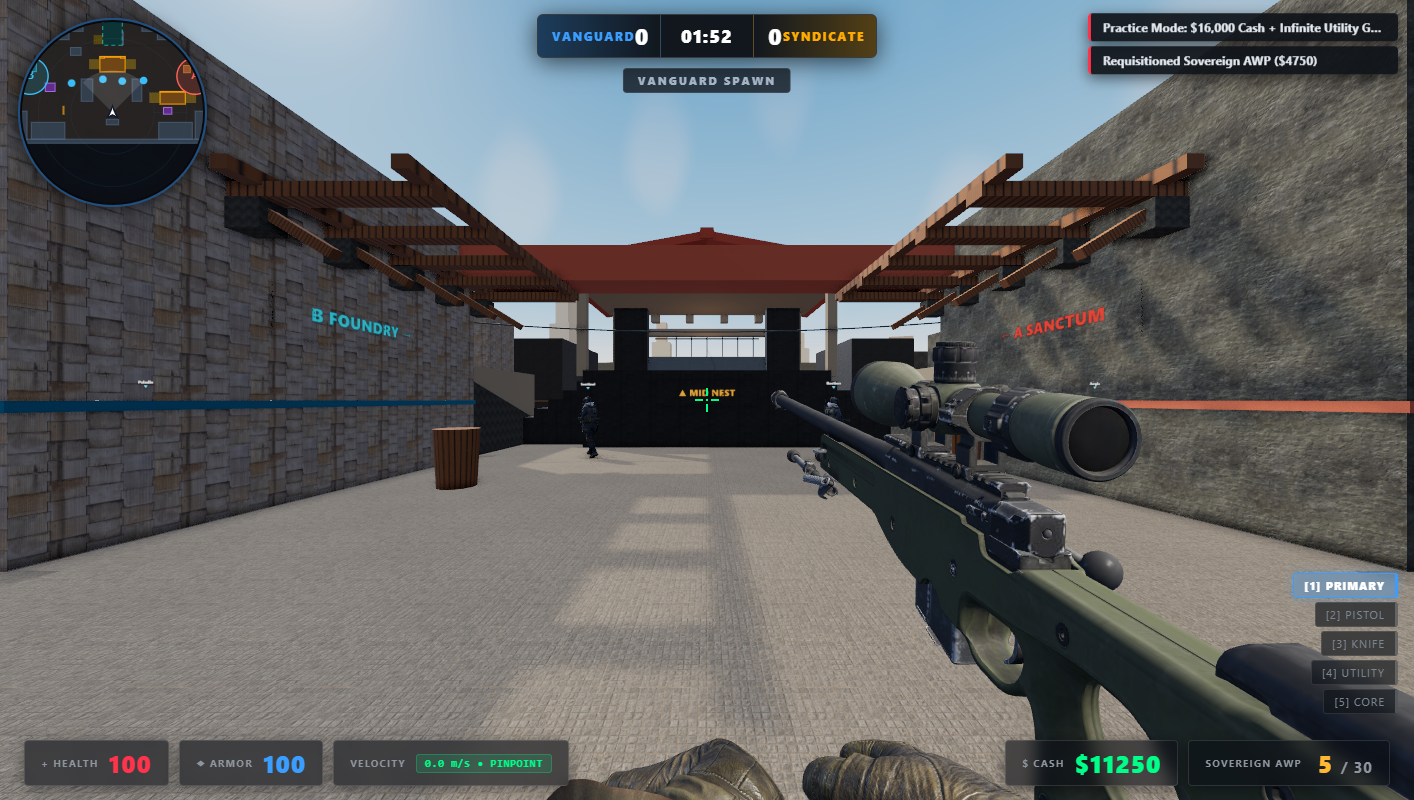 VANGUARD 0
01:52
0 SYNDICATE
VANGUARD SPAWN
Practice Mode: $16,000 Cash + Infinite Utility G...
Requisitioned Sovereign AWP ($4750)
B
A
B FOUNDRY
A SANCTUM
▲ MID NEST
[1] PRIMARY
[2] PISTOL
[3] KNIFE
[4] UTILITY
[5] CORE
+ HEALTH 100
ARMOR 100
VELOCITY 0.0 m/s • PINPOINT
$ CASH $11250
SOVEREIGN AWP 5 / 30